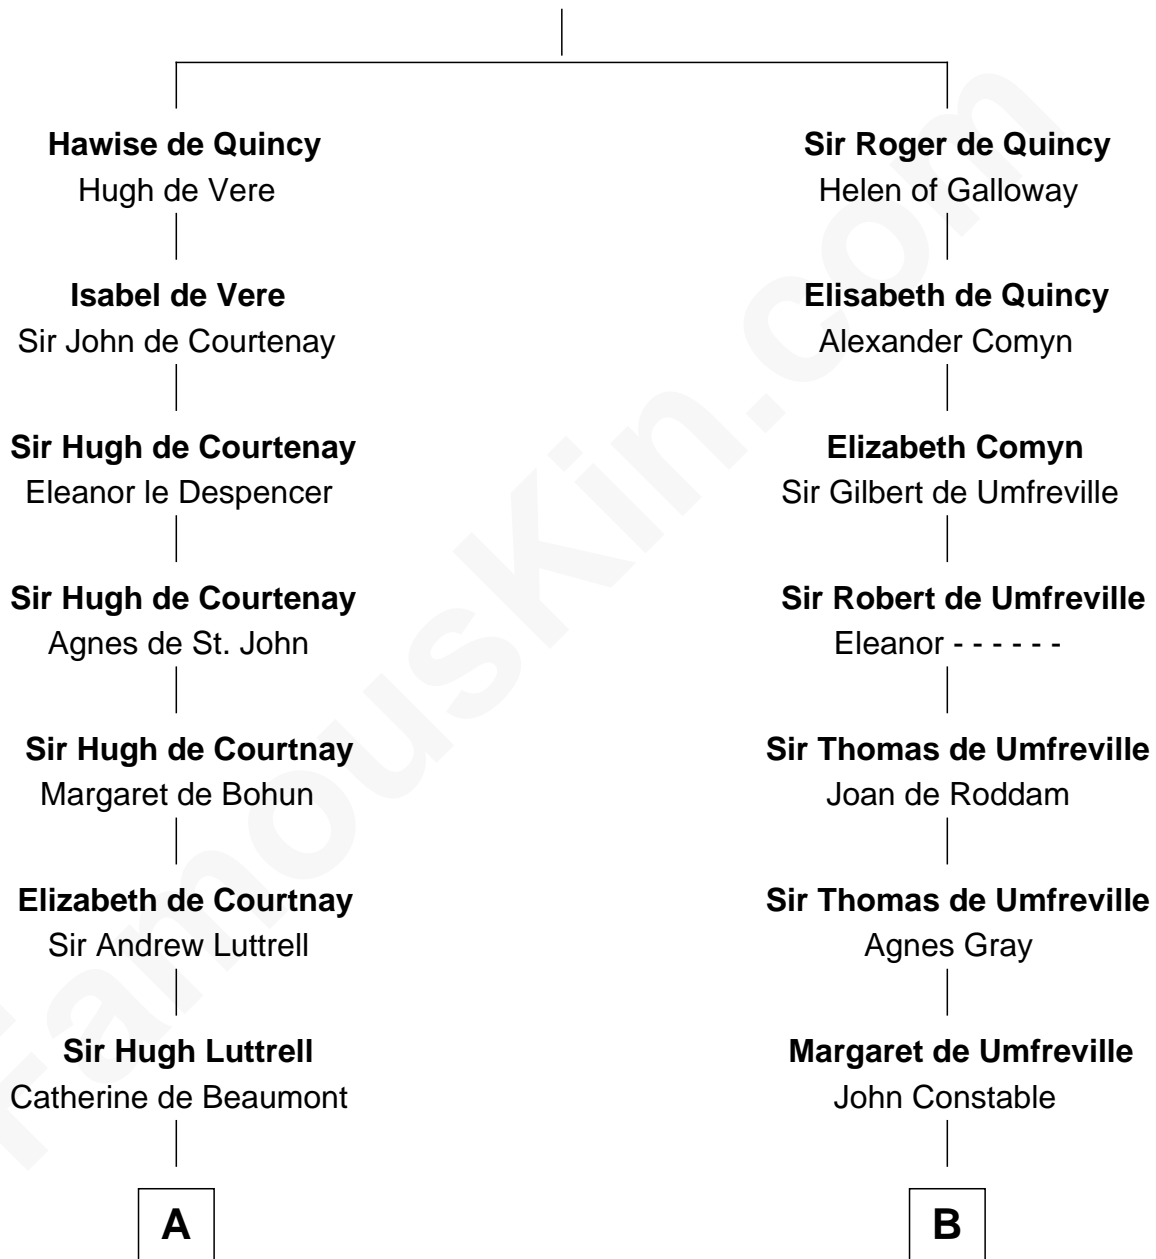 Hawise de Quincy
Hugh de Vere
Isabel de Vere
Sir John de Courtenay
Sir Hugh de Courtenay
Eleanor le Despencer
Sir Hugh de Courtenay
Agnes de St. John
Sir Hugh de Courtnay
Margaret de Bohun
Elizabeth de Courtnay
Sir Andrew Luttrell
Sir Hugh Luttrell
Catherine de Beaumont
A
Sir Roger de Quincy
Helen of Galloway
Elisabeth de Quincy
Alexander Comyn
Elizabeth Comyn
Sir Gilbert de Umfreville
Sir Robert de Umfreville
Eleanor - - - - - -
Sir Thomas de Umfreville
Joan de Roddam
Sir Thomas de Umfreville
Agnes Gray
Margaret de Umfreville
John Constable
B
FamousKin.com